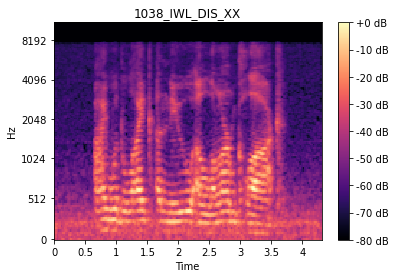 1038_IWL_DIS_XX
+0 dB
8192
-10 dB
4096
-20 dB
-30 dB
2048
Hz
-40 dB
1024
-50 dB
512
-60 dB
-70 dB
0
-80 dB
0 0.5 1 1.5 2 2.5 3 3.5 4
Time